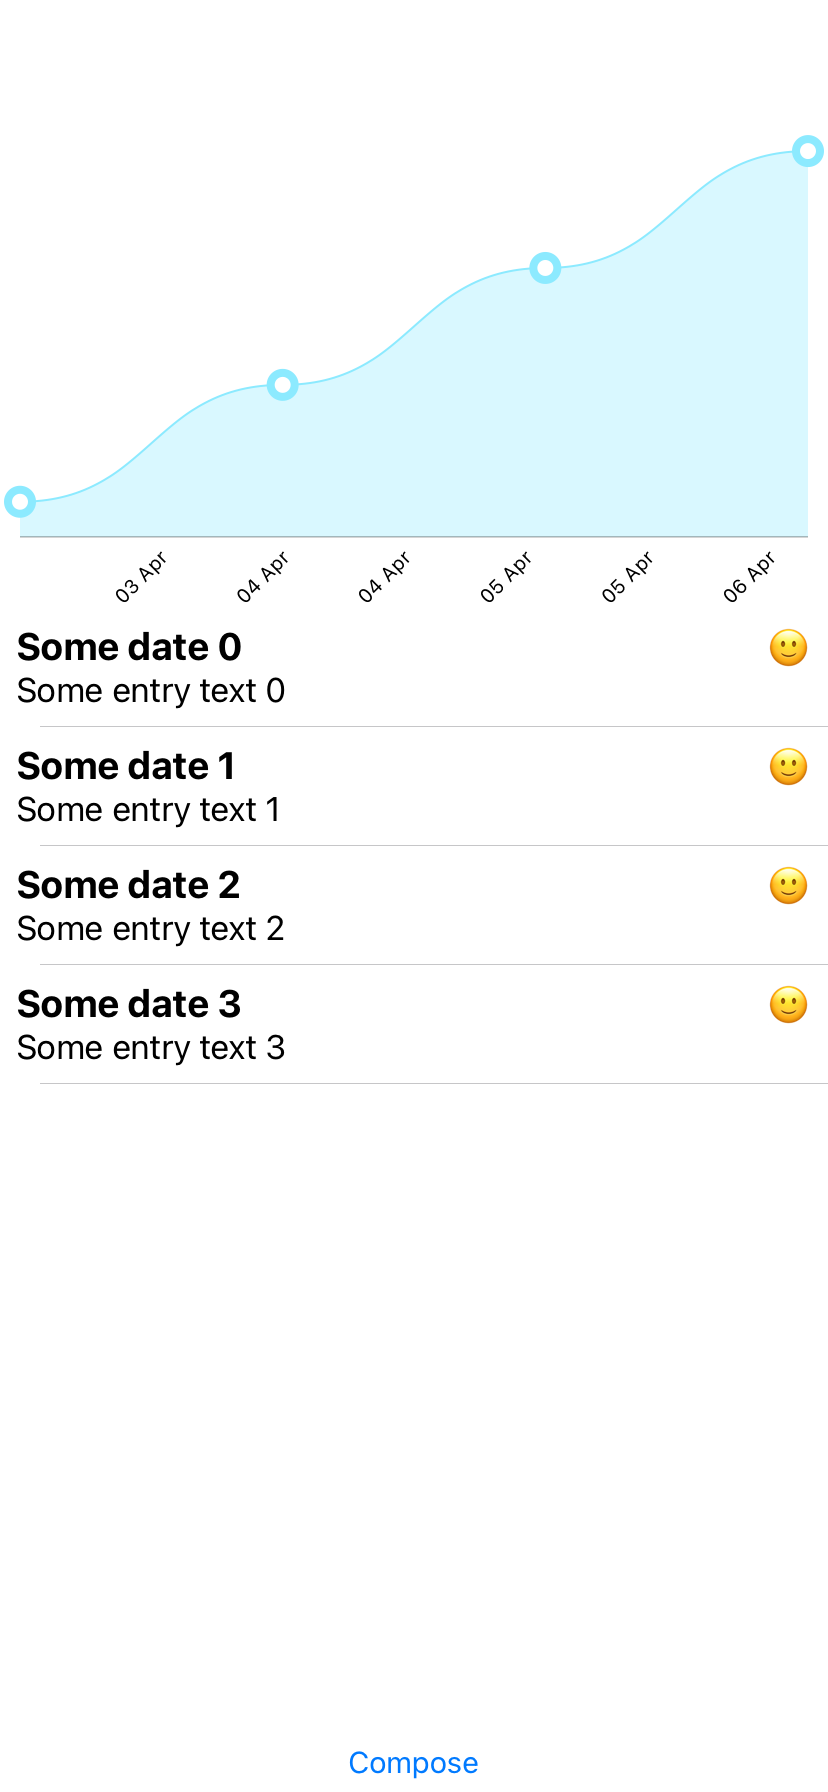 03 Apr
04 Apr
04 Apr
05 Apr
05 Apr
06 Apr
Some date 0
Some entry text 0
Some date 1
Some entry text 1
Some date 2
Some entry text 2
Some date 3
Some entry text 3
Compose